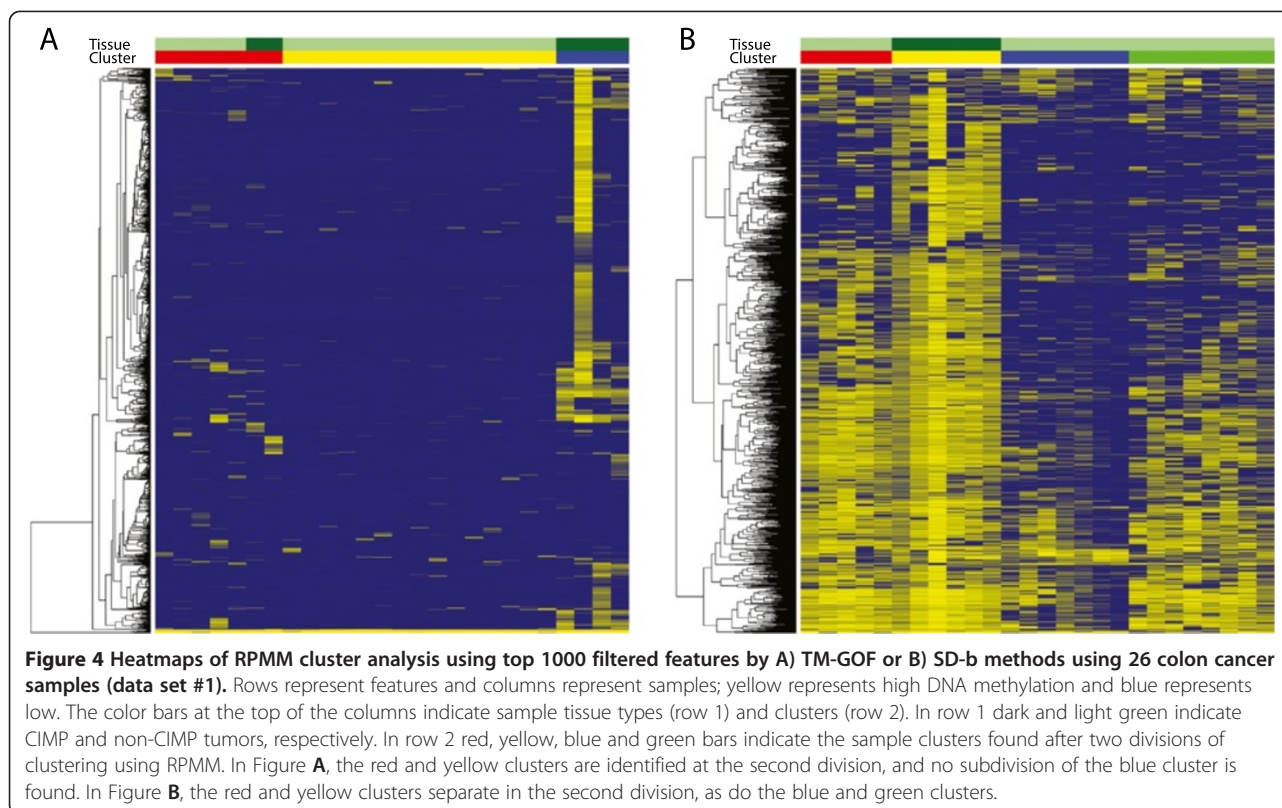 A
Tissue
Cluster
B
Tissue
Cluster
Figure 4 Heatmaps of RPMM cluster analysis using top 1000 filtered features by A) TM-GOF or B) SD-b methods using 26 colon cancer
samples (data set #1). Rows represent features and columns represent samples; yellow represents high DNA methylation and blue represents
low. The color bars at the top of the columns indicate sample tissue types (row 1) and clusters (row 2). In row 1 dark and light green indicate
CIMP and non-CIMP tumors, respectively. In row 2 red, yellow, blue and green bars indicate the sample clusters found after two divisions of
clustering using RPMM. In Figure A, the red and yellow clusters are identified at the second division, and no subdivision of the blue cluster is
found. In Figure B, the red and yellow clusters separate in the second division, as do the blue and green clusters.